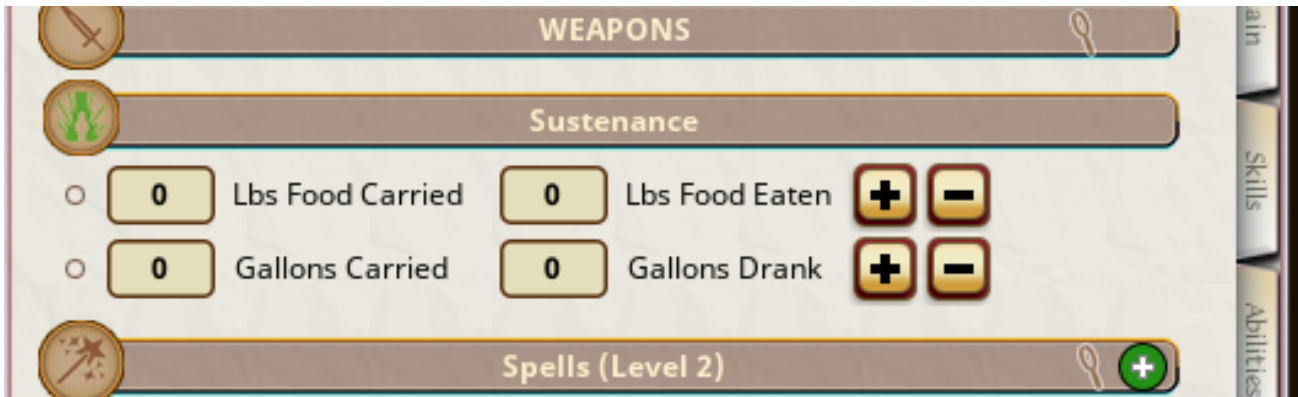 WEAPONS
Sustenance
0 Lbs Food Carried 0 Lbs Food Eaten + −
0 Gallons Carried 0 Gallons Drank + −
Spells (Level 2) +
ain
Skills
Abilities